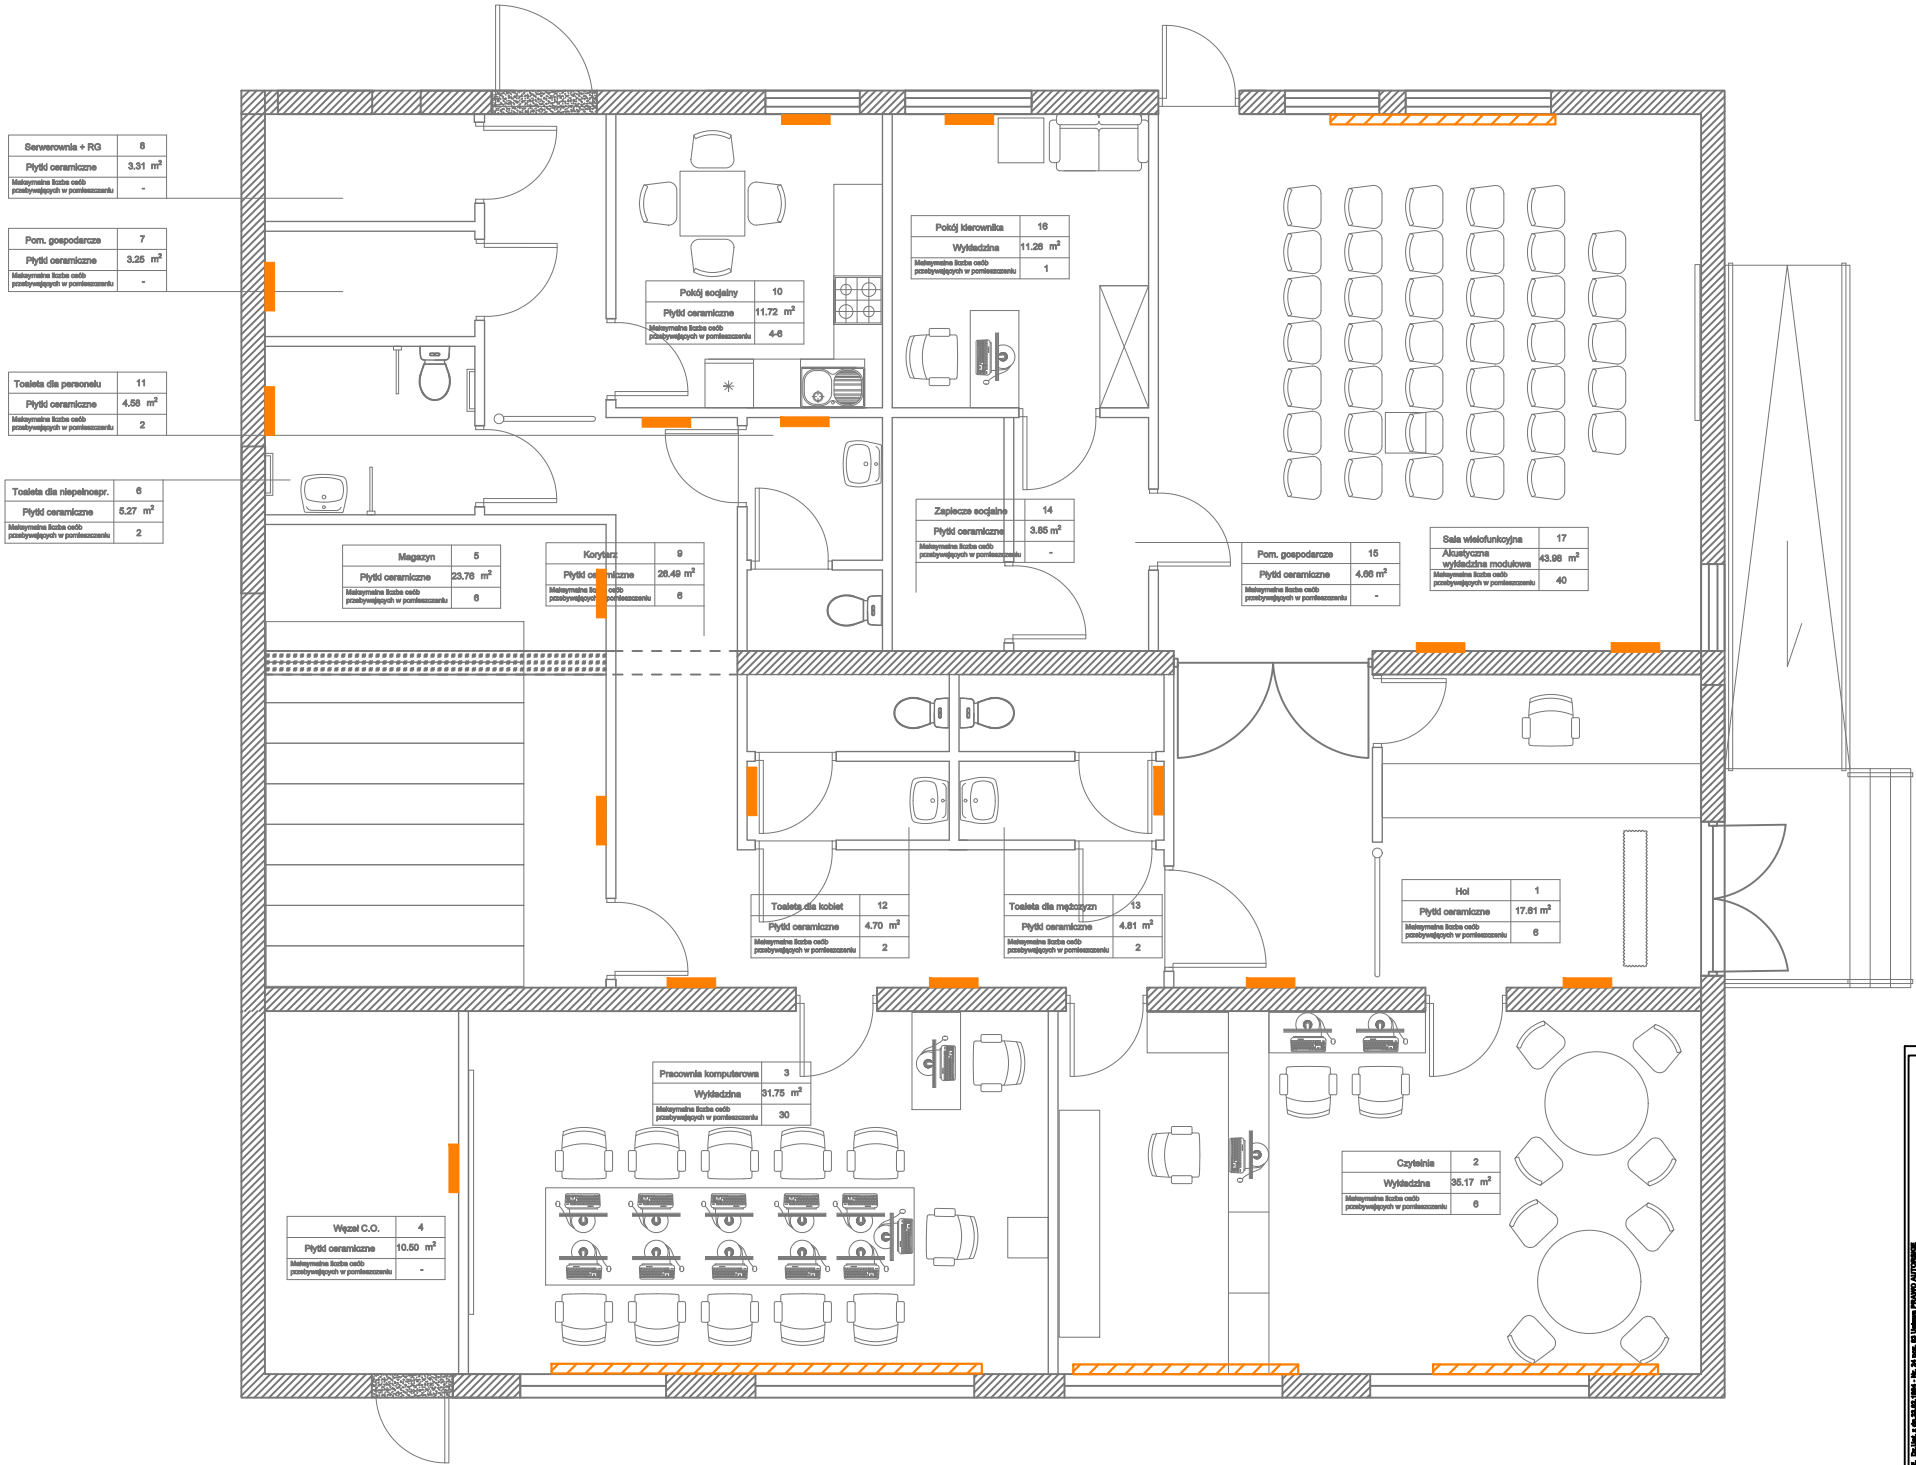 Serwerownia + RG 8
Płytki ceramiczne 3.31 m²
Maksymalna liczba osób
przebywających w pomieszczeniu -
Pom. gospodarcze 7
Płytki ceramiczne 3.25 m²
Maksymalna liczba osób
przebywających w pomieszczeniu -
Toaleta dla personelu 11
Płytki ceramiczne 4.58 m²
Maksymalna liczba osób
przebywających w pomieszczeniu 2
Toaleta dla niepełnospr. 6
Płytki ceramiczne 5.27 m²
Maksymalna liczba osób
przebywających w pomieszczeniu 2
Pokój socjalny 10
Płytki ceramiczne 11.72 m²
Maksymalna liczba osób
przebywających w pomieszczeniu 4-6
Pokój kierownika 16
Wykładzina 11.28 m²
Maksymalna liczba osób
przebywających w pomieszczeniu 1
Magazyn 5
Płytki ceramiczne 23.76 m²
Maksymalna liczba osób
przebywających w pomieszczeniu 6
Korytarz 9
Płytki ceramiczne 28.49 m²
Maksymalna liczba osób
przebywających w pomieszczeniu 6
Zaplecze socjalne 14
Płytki ceramiczne 3.85 m²
Maksymalna liczba osób
przebywających w pomieszczeniu -
Pom. gospodarcze 15
Płytki ceramiczne 4.66 m²
Maksymalna liczba osób
przebywających w pomieszczeniu -
Sala wielofunkcyjna 17
Akustyczna
wykładzina modułowa 43.98 m²
Maksymalna liczba osób
przebywających w pomieszczeniu 40
Toaleta dla kobiet 12
Płytki ceramiczne 4.70 m²
Maksymalna liczba osób
przebywających w pomieszczeniu 2
Toaleta dla mężczyzn 13
Płytki ceramiczne 4.81 m²
Maksymalna liczba osób
przebywających w pomieszczeniu 2
Hol 1
Płytki ceramiczne 17.61 m²
Maksymalna liczba osób
przebywających w pomieszczeniu 6
Pracownia komputerowa 3
Wykładzina 31.75 m²
Maksymalna liczba osób
przebywających w pomieszczeniu 30
Czytelnia 2
Wykładzina 35.17 m²
Maksymalna liczba osób
przebywających w pomieszczeniu 6
Węzeł C.O. 4
Płytki ceramiczne 10.50 m²
Maksymalna liczba osób
przebywających w pomieszczeniu -